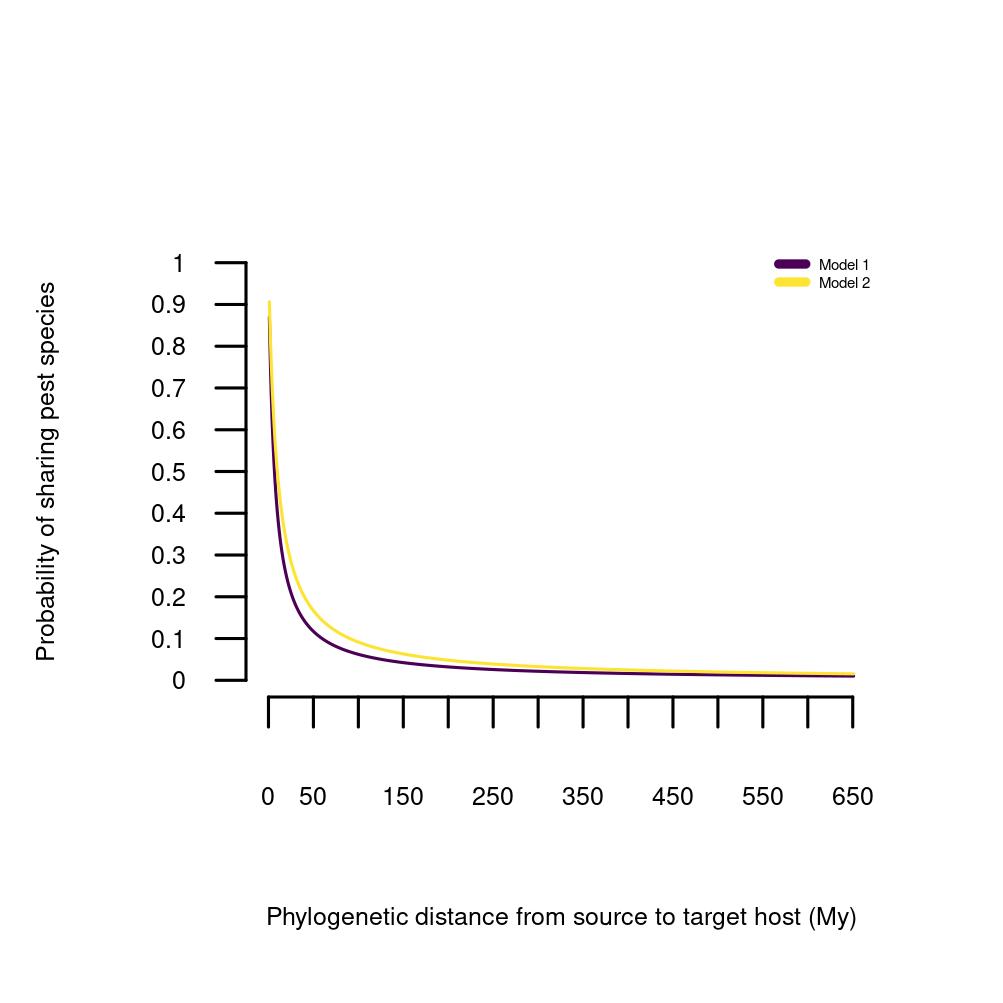 Probability of sharing pest species
1
0.9
0.8
0.7
0.6
0.5
0.4
0.3
0.2
0.1
0
Model 1
Model 2
0 50 150 250 350 450 550 650
Phylogenetic distance from source to target host (My)